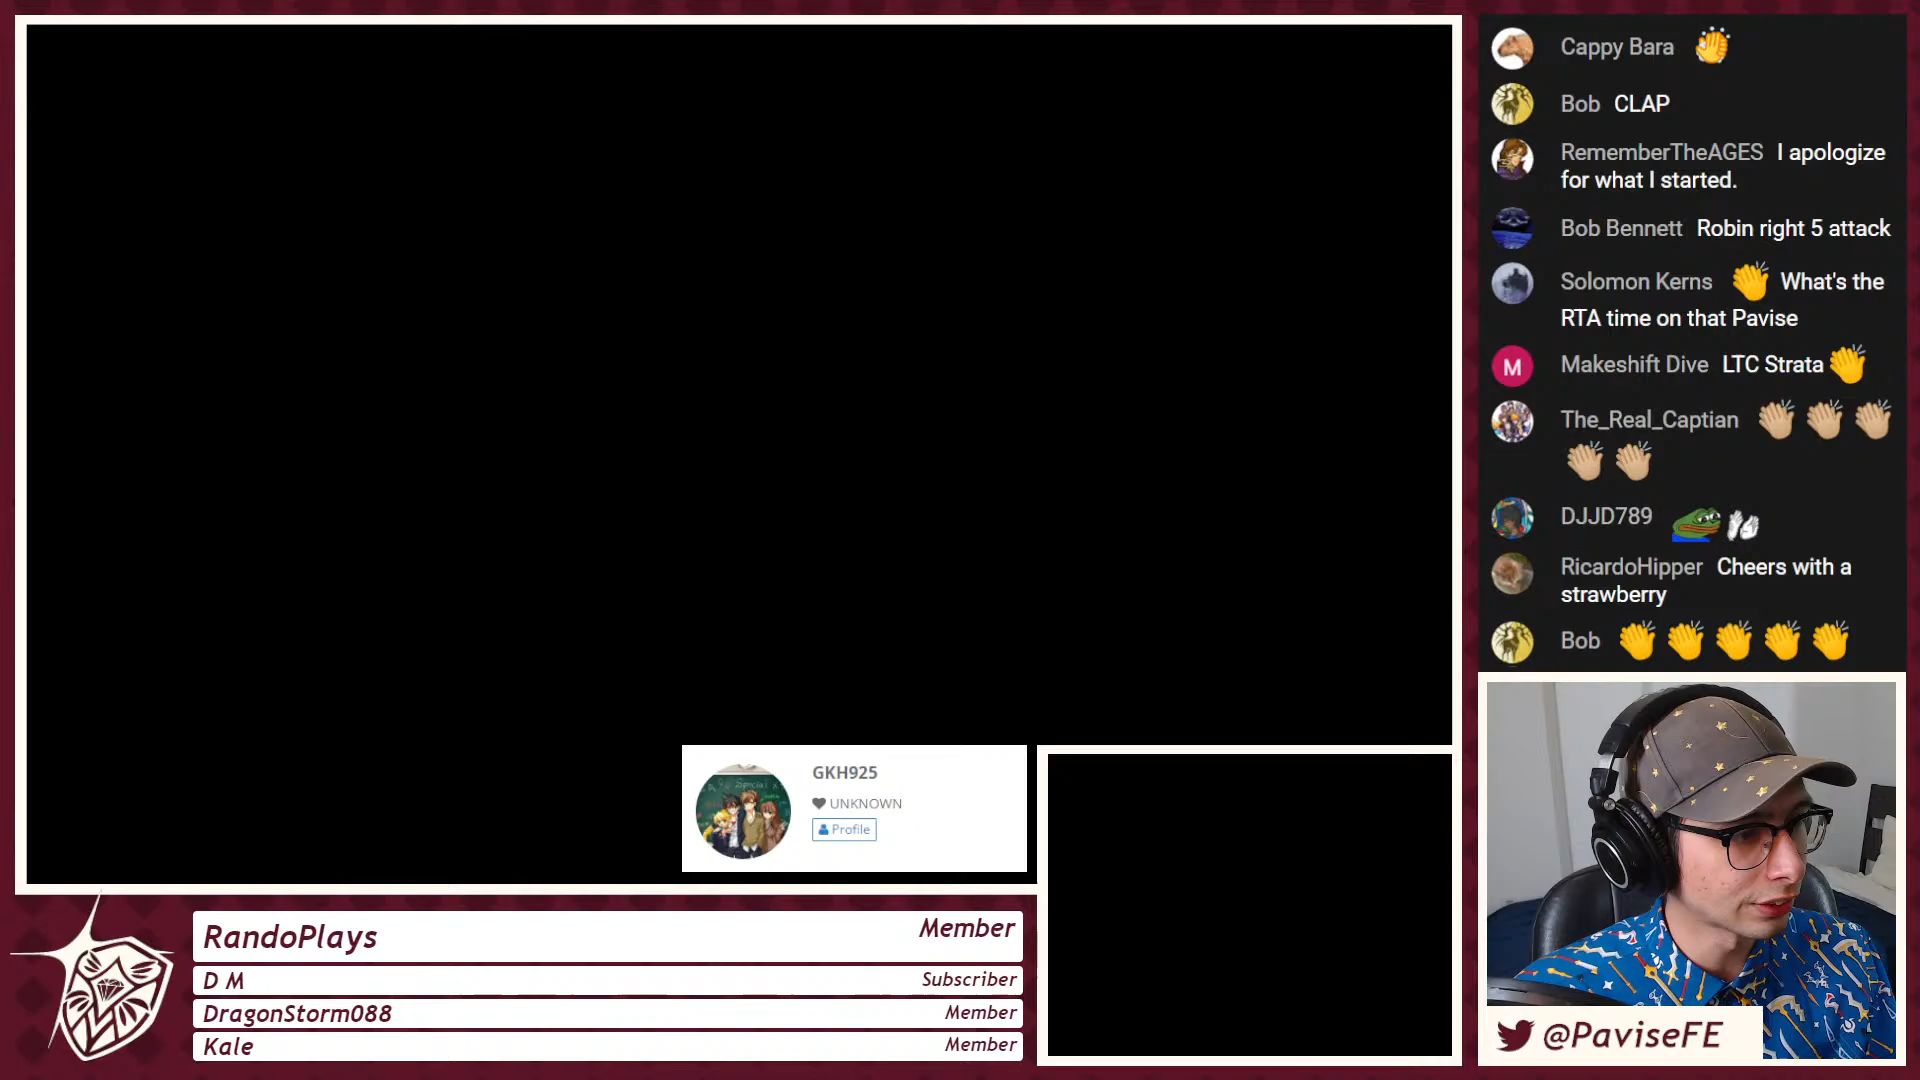 Cappy Bara
Bob CLAP
RememberTheAGES I apologize
for what I started.
Bob Bennett Robin right 5 attack
Solomon Kerns What's the
RTA time on that Pavise
M Makeshift Dive LTC Strata
The_Real_Captian
DJJD789
RicardoHipper Cheers with a
strawberry
Bob
GKH925
UNKNOWN
Profile
RandoPlays Member
D M Subscriber
DragonStorm088 Member
Kale Member
@PaviseFE